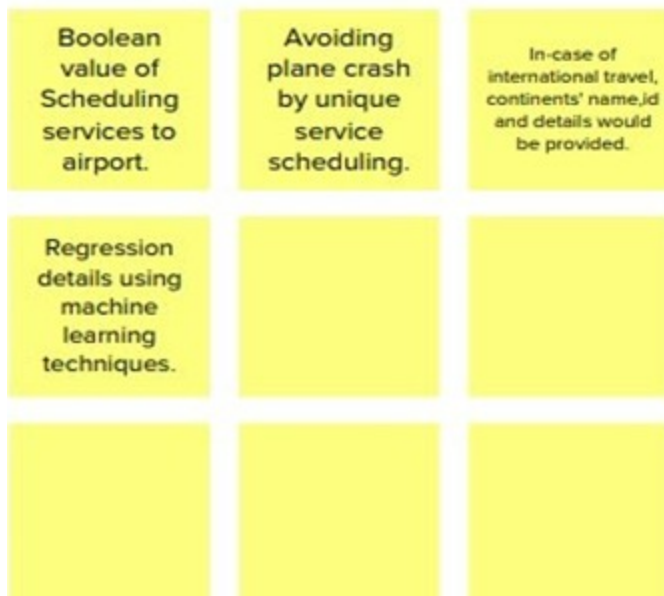 Boolean
value of
Scheduling
services to
airport.
Avoiding
plane crash
by unique
service
scheduling.
In-case of
international travel,
continents' name,id
and details would
be provided.
Regression
details using
machine
learning
techniques.